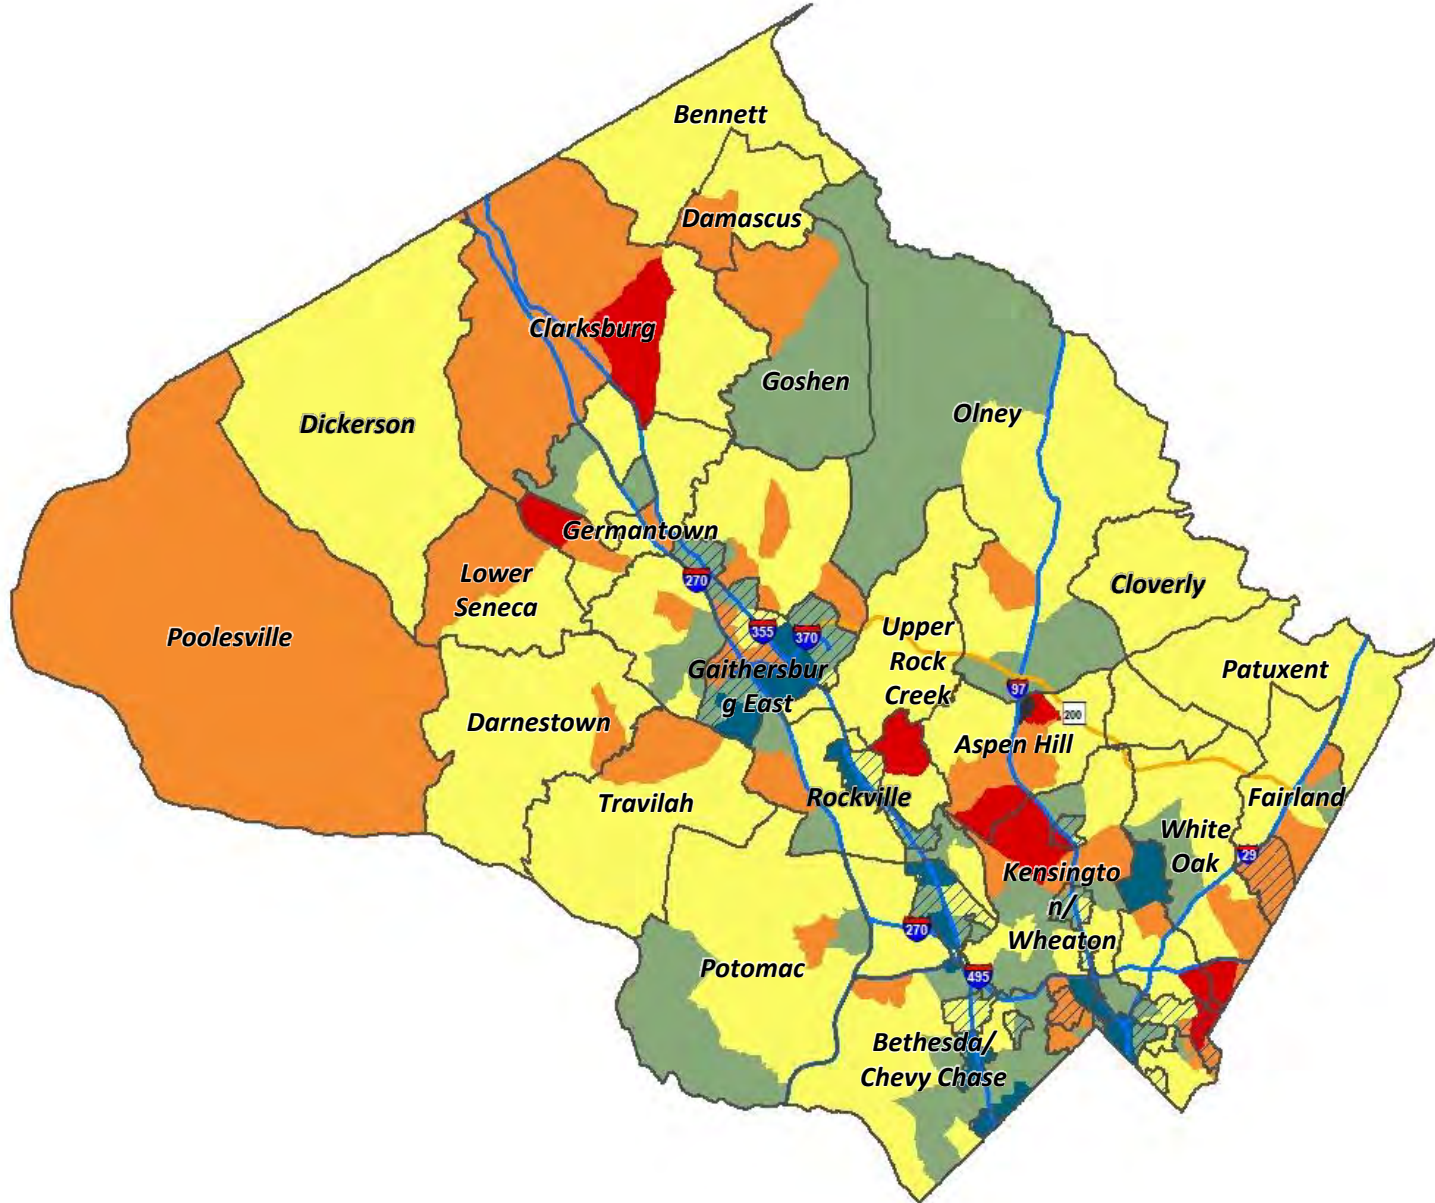 Bennett
Damascus
Clarksburg
Goshen
Dickerson
Olney
Germantown
270
Lower
Seneca
Cloverly
Poolesville
355
370
Upper
Rock
Creek
Gaithersbur
g East
Patuxent
97
200
Darnestown
Aspen Hill
Travilah
Rockville
Fairland
White
Oak
29
Kensingto
n/
Wheaton
270
Potomac
495
Bethesda/
Chevy Chase